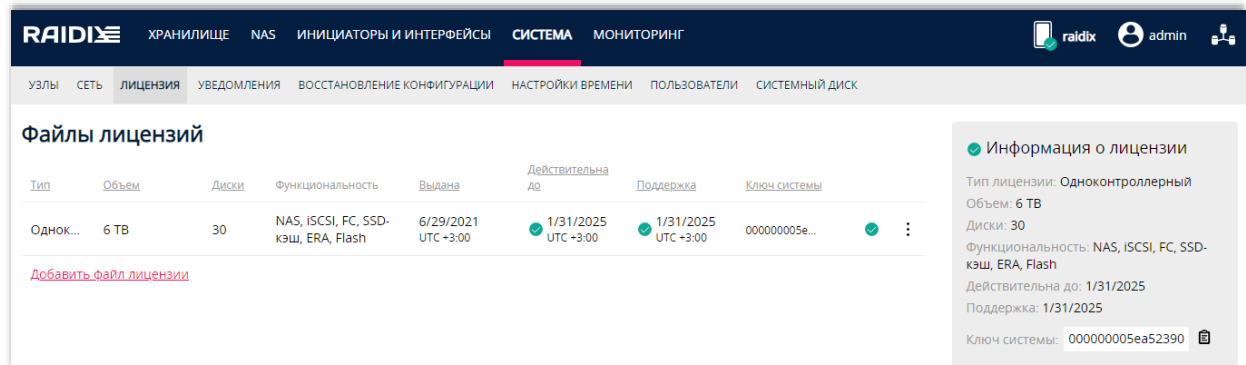 RAIDIX ХРАНИЛИЩЕ NAS ИНИЦИАТОРЫ И ИНТЕРФЕЙСЫ СИСТЕМА МОНИТОРИНГ raidix admin
УЗЛЫ СЕТЬ ЛИЦЕНЗИЯ УВЕДОМЛЕНИЯ ВОССТАНОВЛЕНИЕ КОНФИГУРАЦИИ НАСТРОЙКИ ВРЕМЕНИ ПОЛЬЗОВАТЕЛИ СИСТЕМНЫЙ ДИСК
Файлы лицензий
Тип Объем Диски Функциональность Выдана Действительна до Поддержка Ключ системы
Однок... 6 TB 30 NAS, iSCSI, FC, SSD-кэш, ERA, Flash 6/29/2021 UTC +3:00 1/31/2025 UTC +3:00 1/31/2025 UTC +3:00 000000005e...
Добавить файл лицензии
Информация о лицензии
Тип лицензии: Одноконтроллерный
Объем: 6 TB
Диски: 30
Функциональность: NAS, iSCSI, FC, SSD-
кэш, ERA, Flash
Действительна до: 1/31/2025
Поддержка: 1/31/2025
Ключ системы: 000000005ea52390